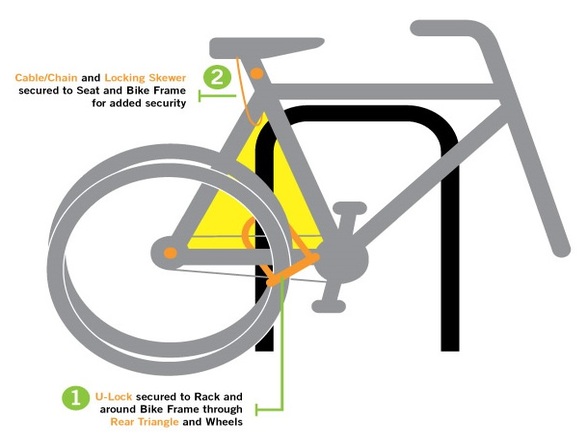 Cable/Chain and Locking Skewer
secured to Seat and Bike Frame
for added security
2
1
U-Lock secured to Rack and
around Bike Frame through
Rear Triangle and Wheels